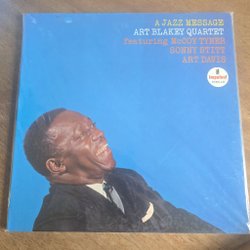 A JAZZ MESSAGE
ART BLAKEY QUARTET
featuring McCOY TYNER
SONNY STITT
ART DAVIS
impulse!